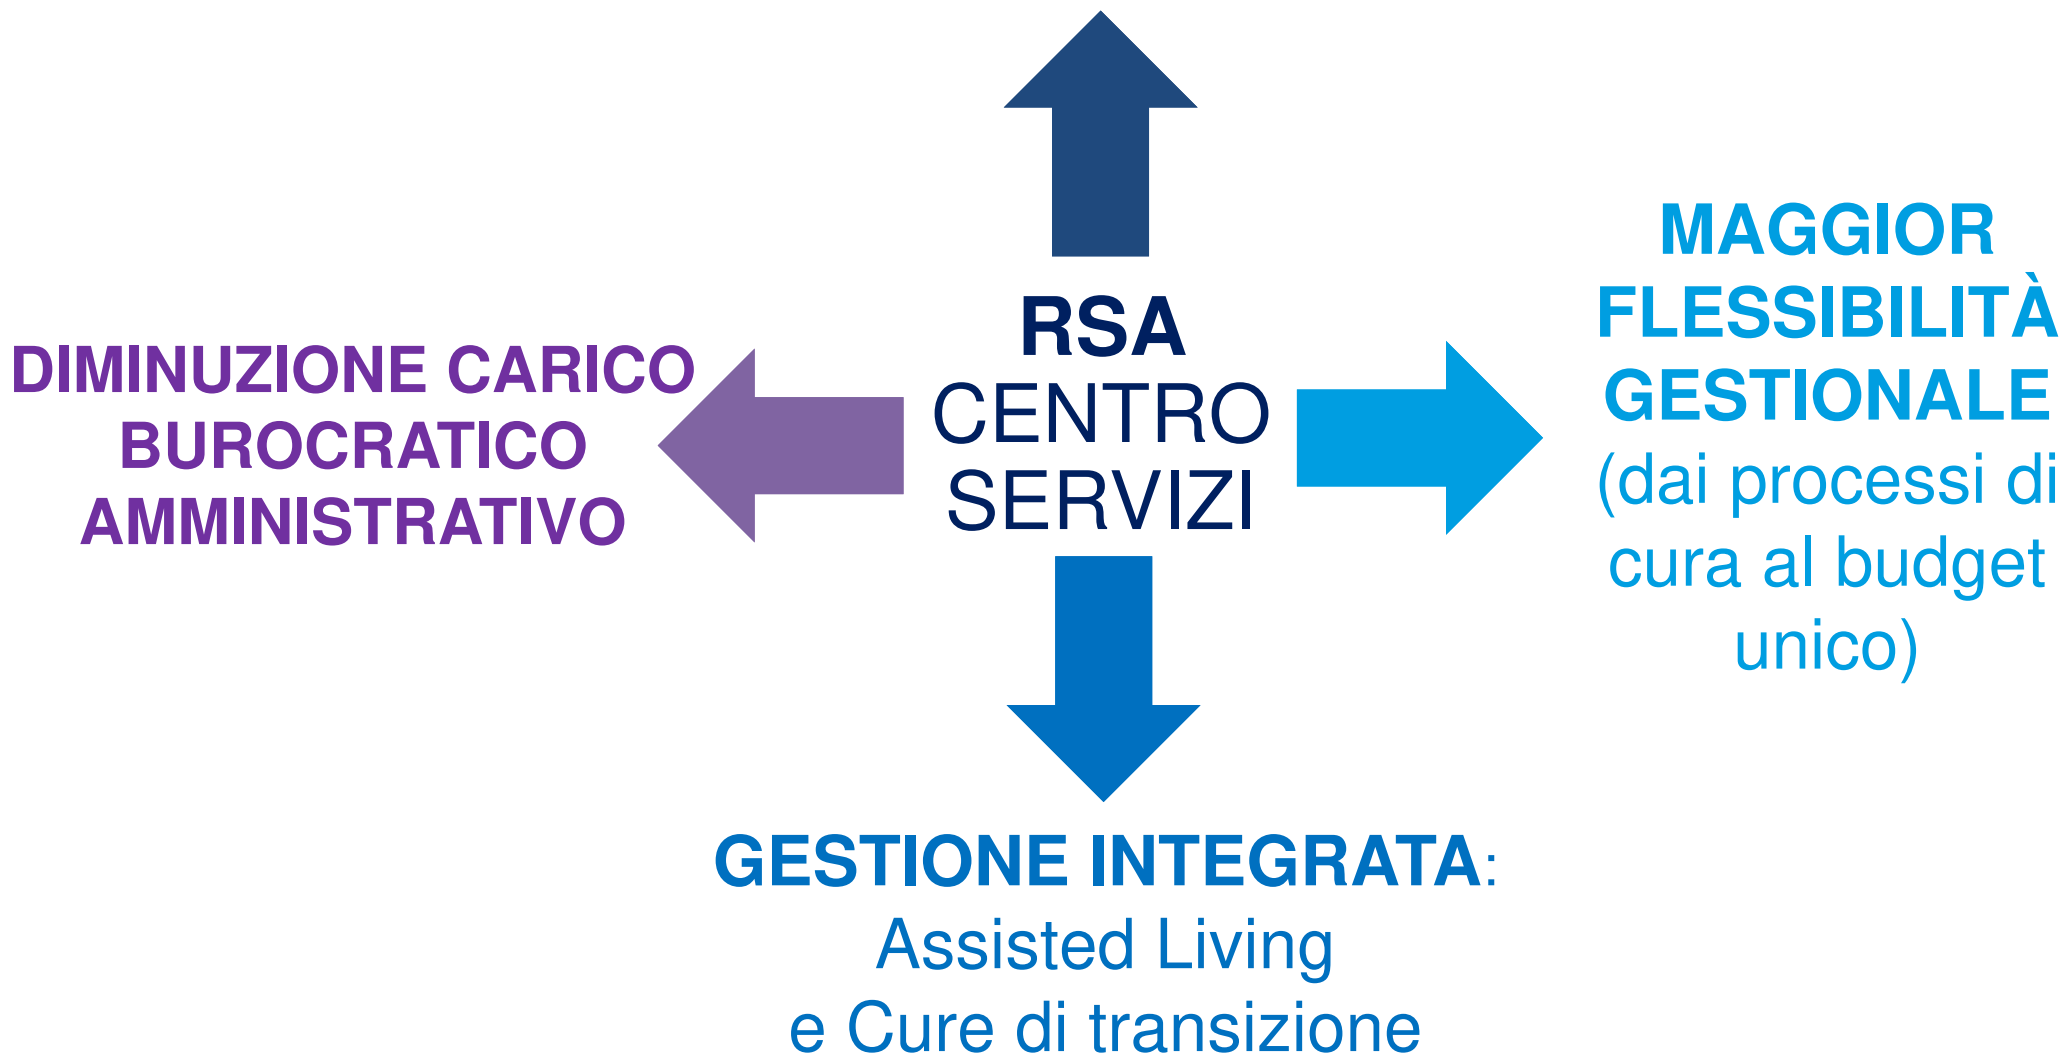 RSA
CENTRO
SERVIZI
DIMINUZIONE CARICO
BUROCRATICO
AMMINISTRATIVO
MAGGIOR
FLESSIBILITÀ
GESTIONALE
(dai processi di
cura al budget
unico)
GESTIONE INTEGRATA:
Assisted Living
e Cure di transizione